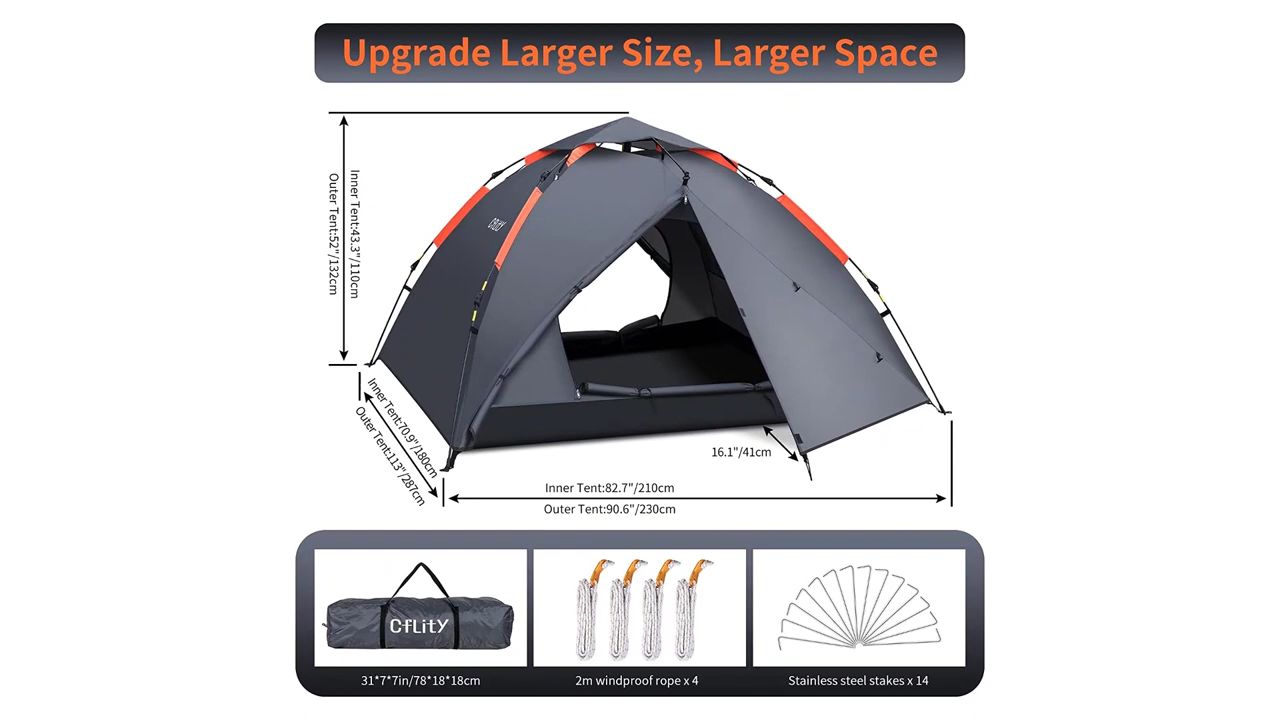 Upgrade Larger Size, Larger Space
Inner Tent:43.3"/110cm
Outer Tent:52"/132cm
CflitY
Inner Tent:70.9"/180cm
Outer Tent:113"/287cm
16.1"/41cm
Inner Tent:82.7"/210cm
Outer Tent:90.6"/230cm
CflitY
31*7*7in/78*18*18cm
2m windproof rope x 4
Stainless steel stakes x 14